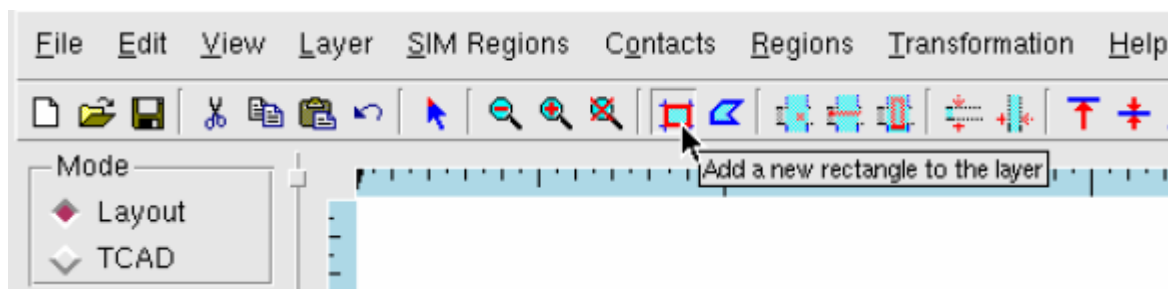 File Edit View Layer SIM Regions Contacts Regions Transformation Help
Add a new rectangle to the layer
Mode
Layout
TCAD